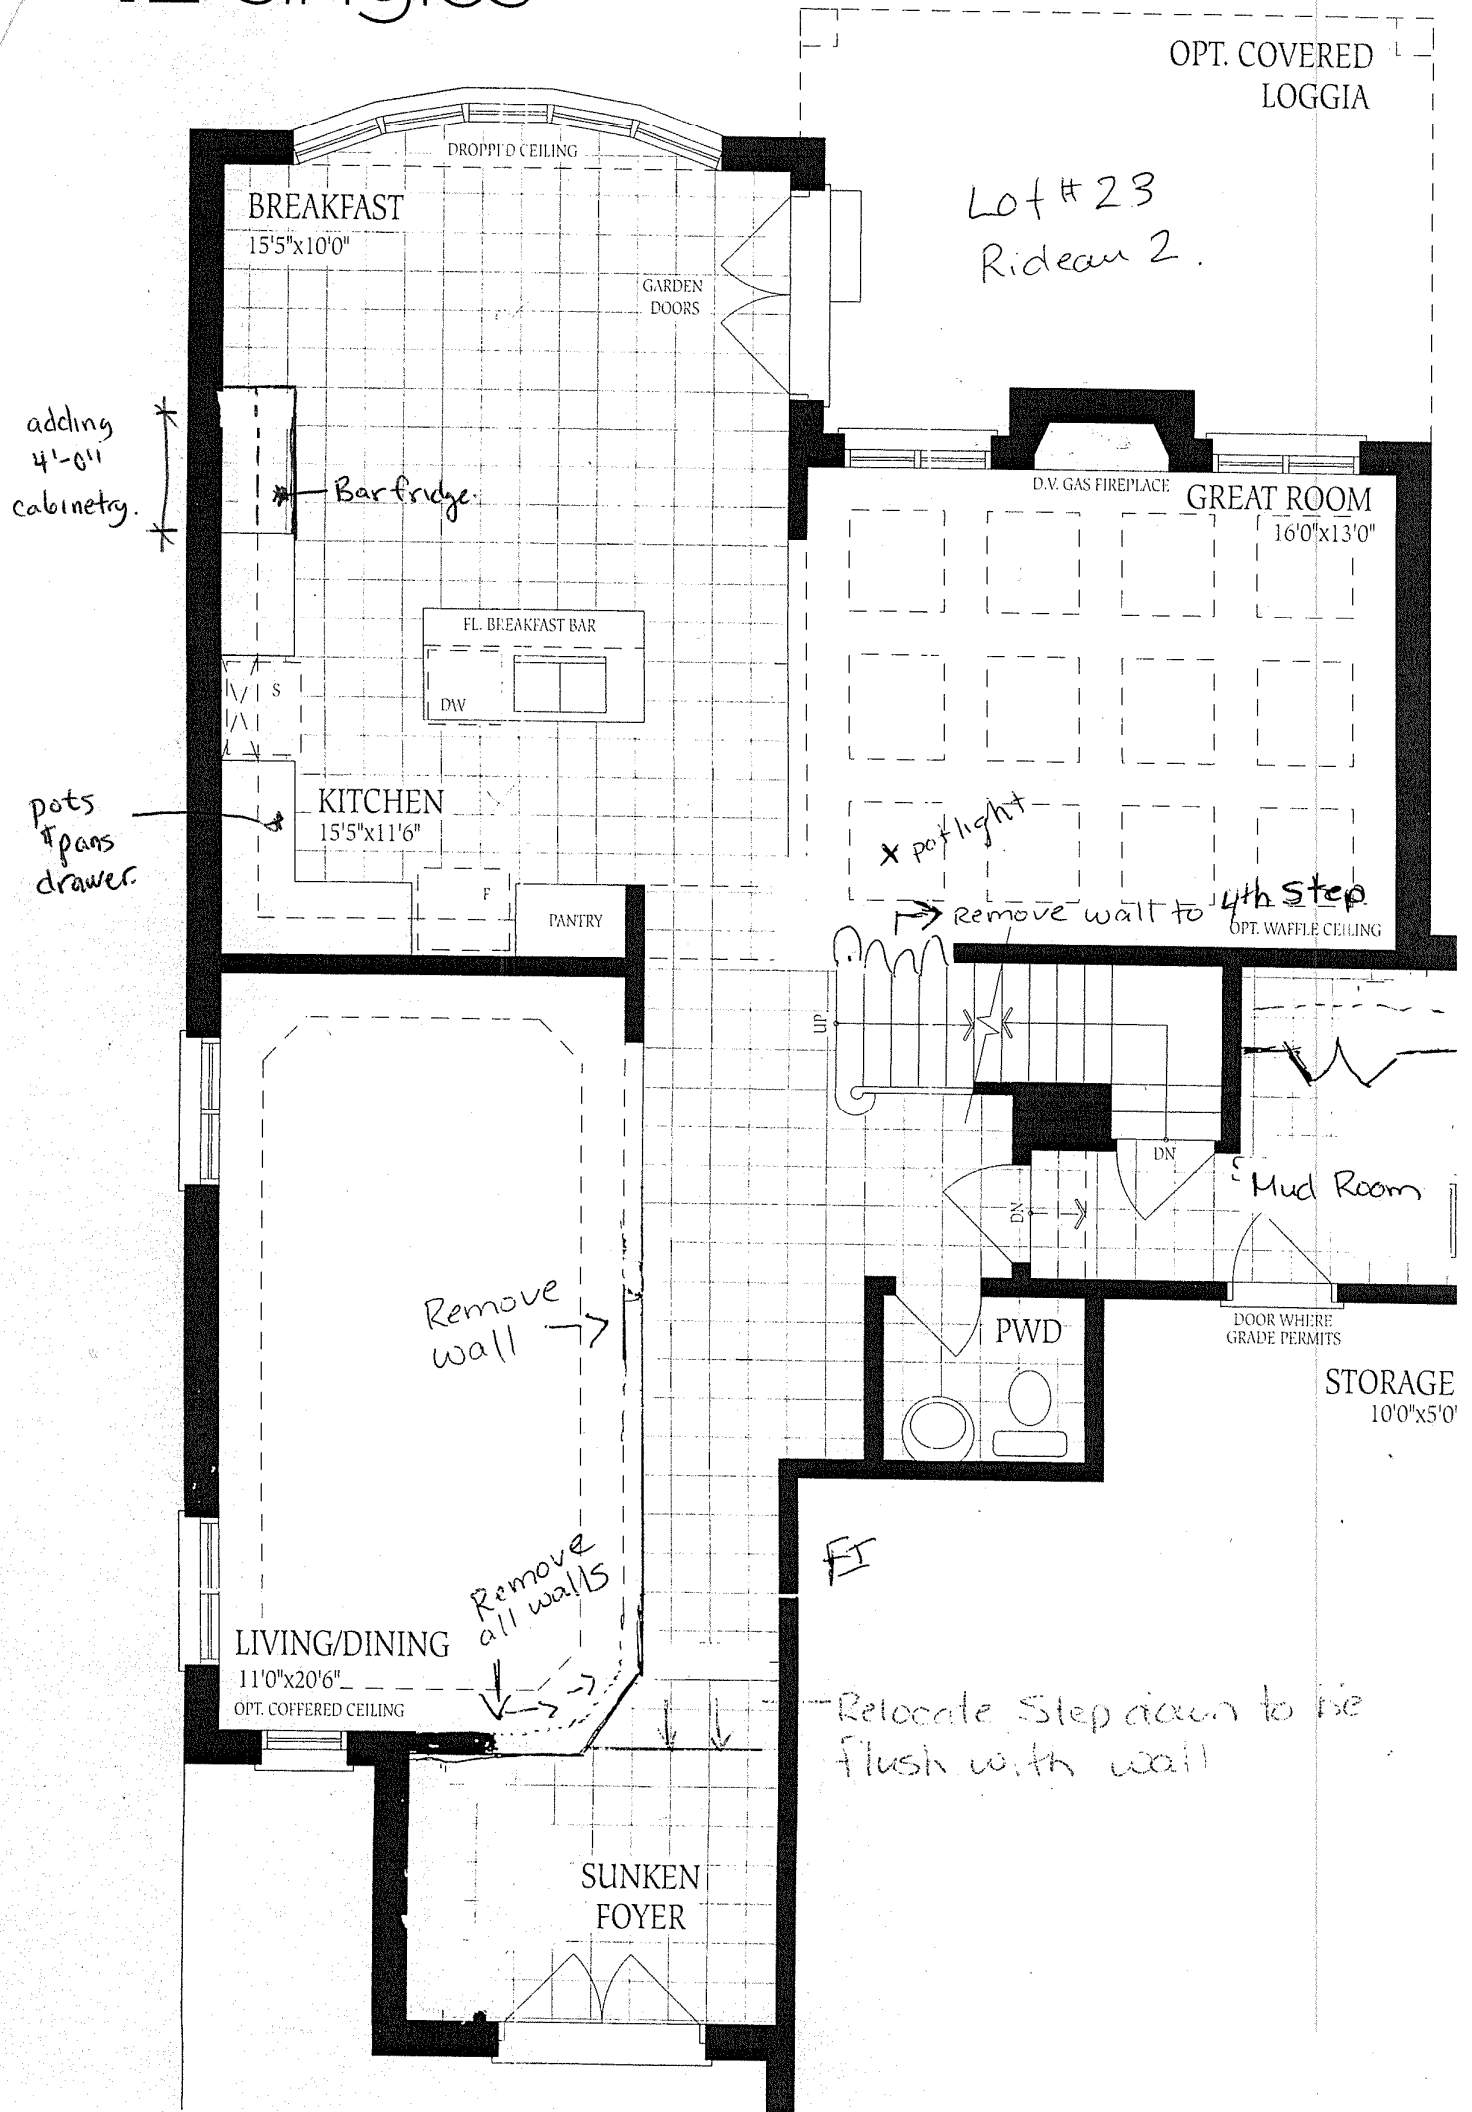 Singles
OPT. COVERED
LOGGIA
DROPPED CEILING
BREAKFAST
15'5"x10'0"
Lot # 23
Rideau 2.
GARDEN
DOORS
adding
4'-0"
cabinetry.
Bar fridge.
D.V. GAS FIREPLACE
GREAT ROOM
16'0"x13'0"
FL. BREAKFAST BAR
S
DW
pots
& pans
drawer.
KITCHEN
15'5"x11'6"
X potlight
F
PANTRY
Remove wall to 4th Step
OPT. WAFFLE CEILING
UP
DN
DN
Mud Room
Remove
wall
PWD
DOOR WHERE
GRADE PERMITS
STORAGE
10'0"x5'0"
Remove
all walls
LIVING/DINING
11'0"x20'6"
OPT. COFFERED CEILING
Relocate Step down to be
flush with wall
SUNKEN
FOYER